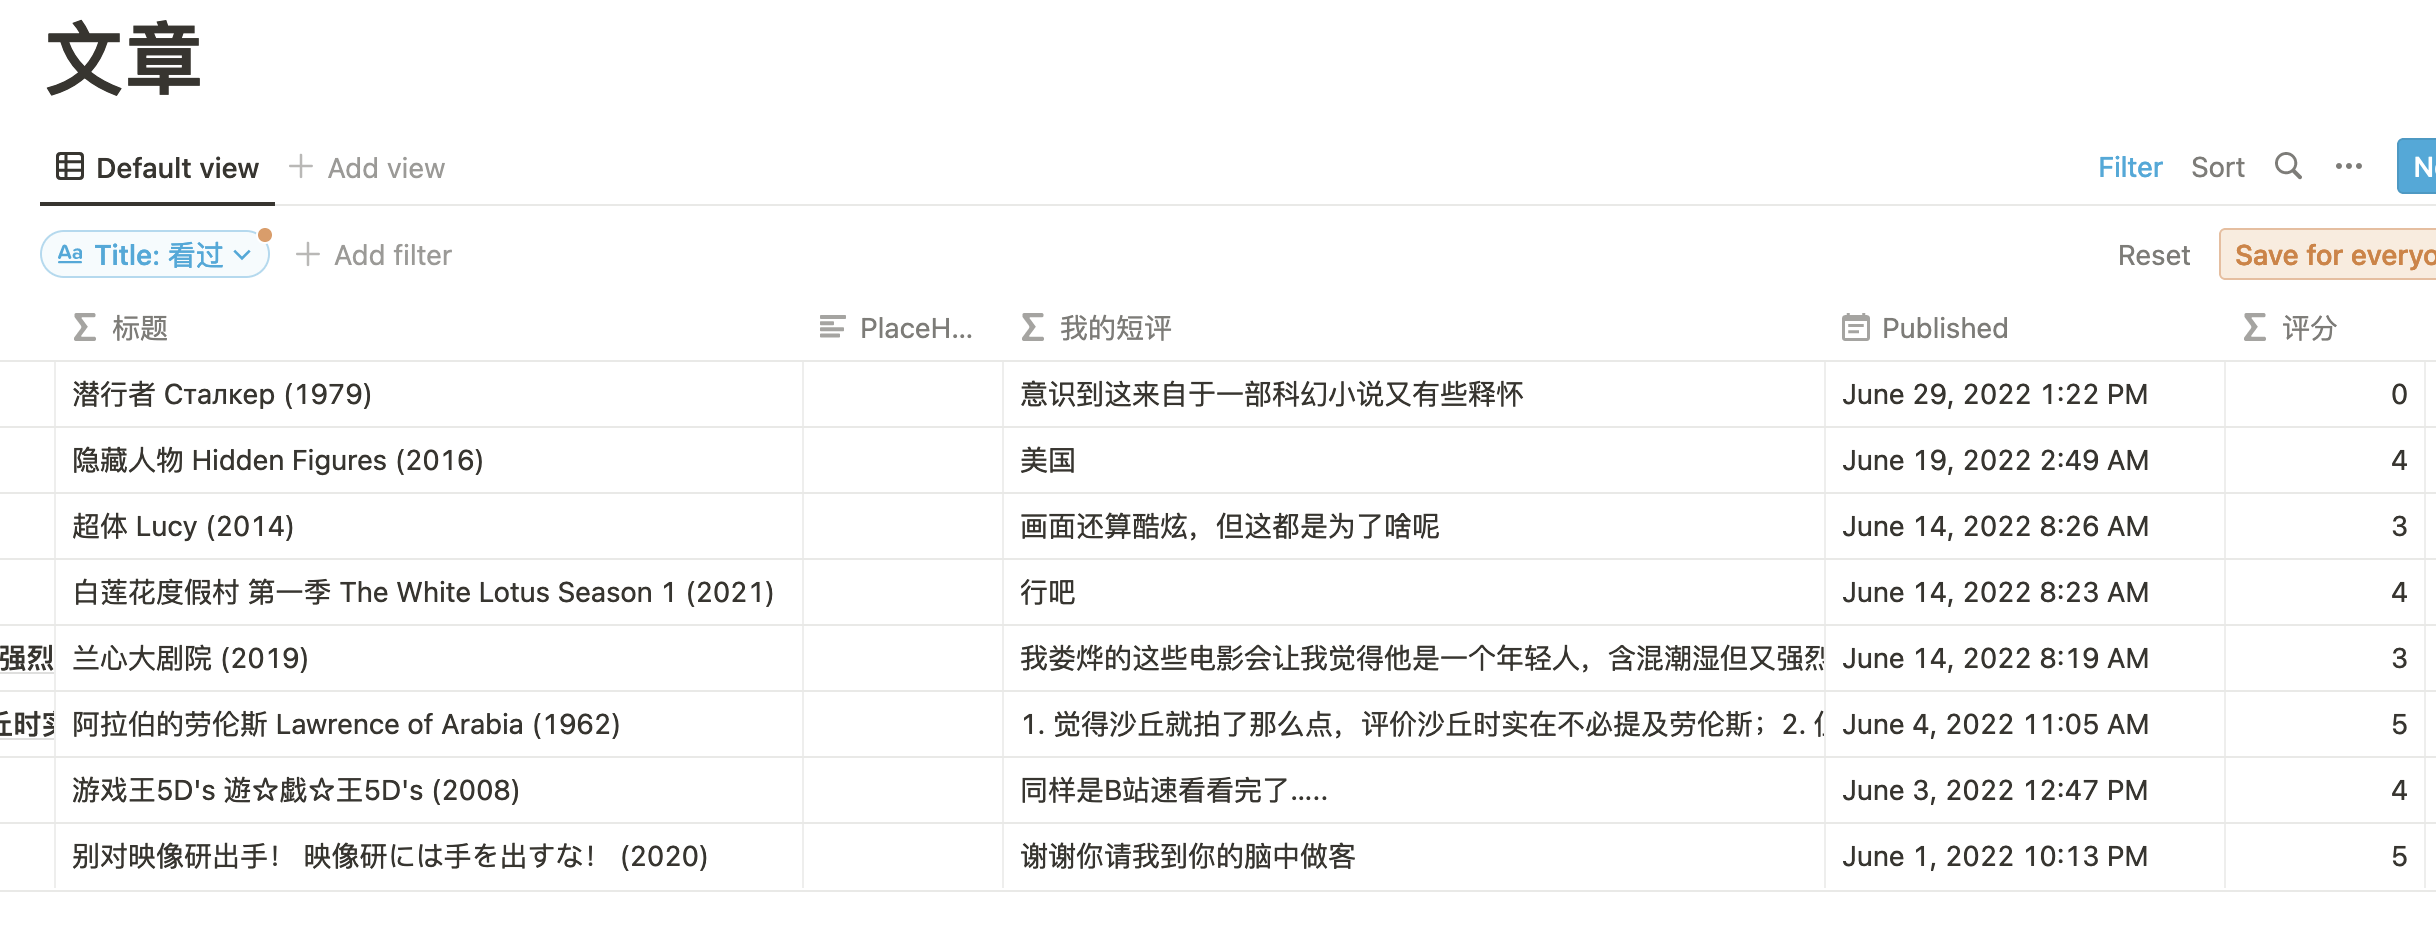 文章
Default view Add view Filter Sort
Aa Title: 看过 Add filter Reset Save for
标题 PlaceH... 我的短评 Published 评分
潜行者 Сталкер (1979) 意识到这来自于一部科幻小说又有些释怀 June 29, 2022 1:22 PM 0
隐藏人物 Hidden Figures (2016) 美国 June 19, 2022 2:49 AM 4
超体 Lucy (2014) 画面还算酷炫，但这都是为了啥呢 June 14, 2022 8:26 AM 3
白莲花度假村 第一季 The White Lotus Season 1 (2021) 行吧 June 14, 2022 8:23 AM 4
强烈 兰心大剧院 (2019) 我娄烨的这些电影会让我觉得他是一个年轻人，含混潮湿但又强烈 June 14, 2022 8:19 AM 3
丘时实 阿拉伯的劳伦斯 Lawrence of Arabia (1962) 1. 觉得沙丘就拍了那么点，评价沙丘时实在不必提及劳伦斯；2. June 4, 2022 11:05 AM 5
游戏王5D's 遊☆戯☆王5D's (2008) 同样是B站速看看完了..... June 3, 2022 12:47 PM 4
别对映像研出手！ 映像研には手を出すな！ (2020) 谢谢你请我到你的脑中做客 June 1, 2022 10:13 PM 5